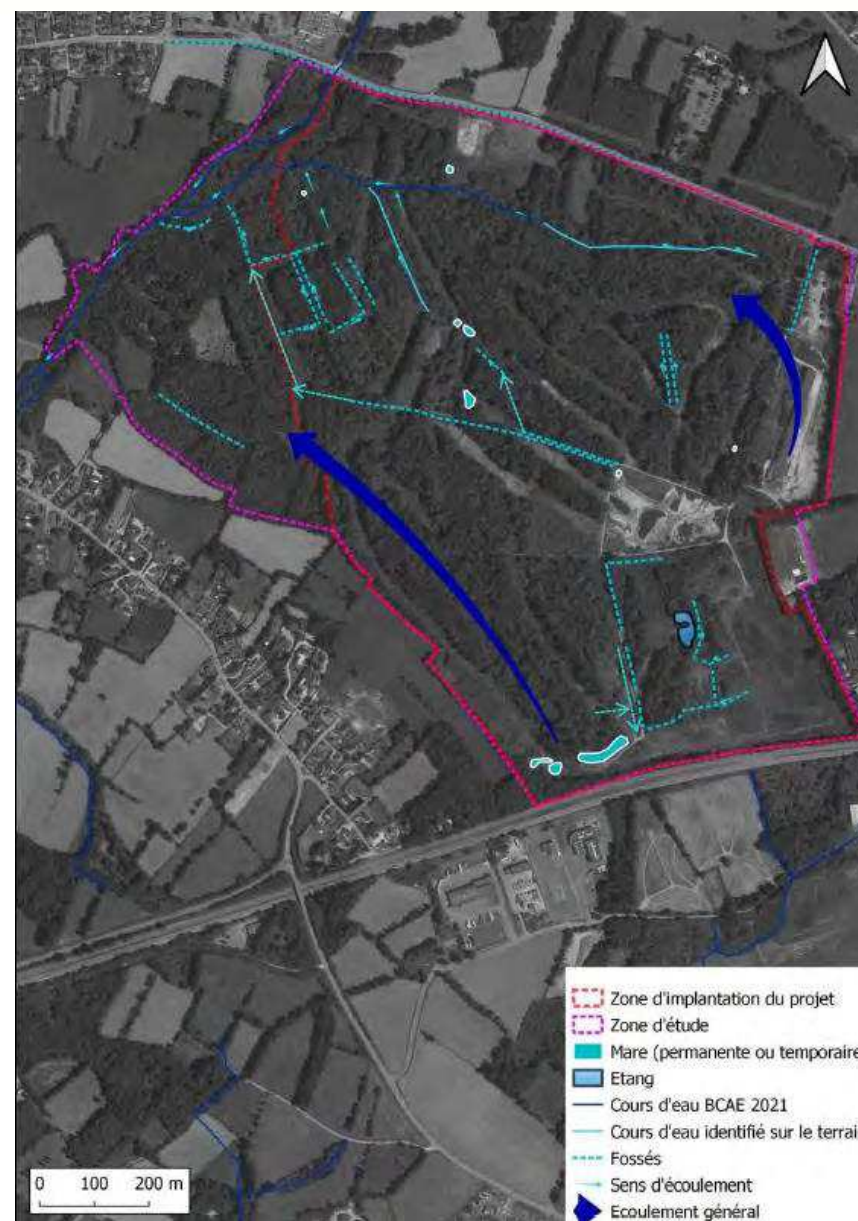 Zone d'implantation du projet
Zone d'étude
Mare (permanente ou temporaire
Etang
Cours d'eau BCAE 2021
Cours d'eau identifié sur le terrai
Fossés
Sens d'écoulement
Ecoulement général
0 100 200 m